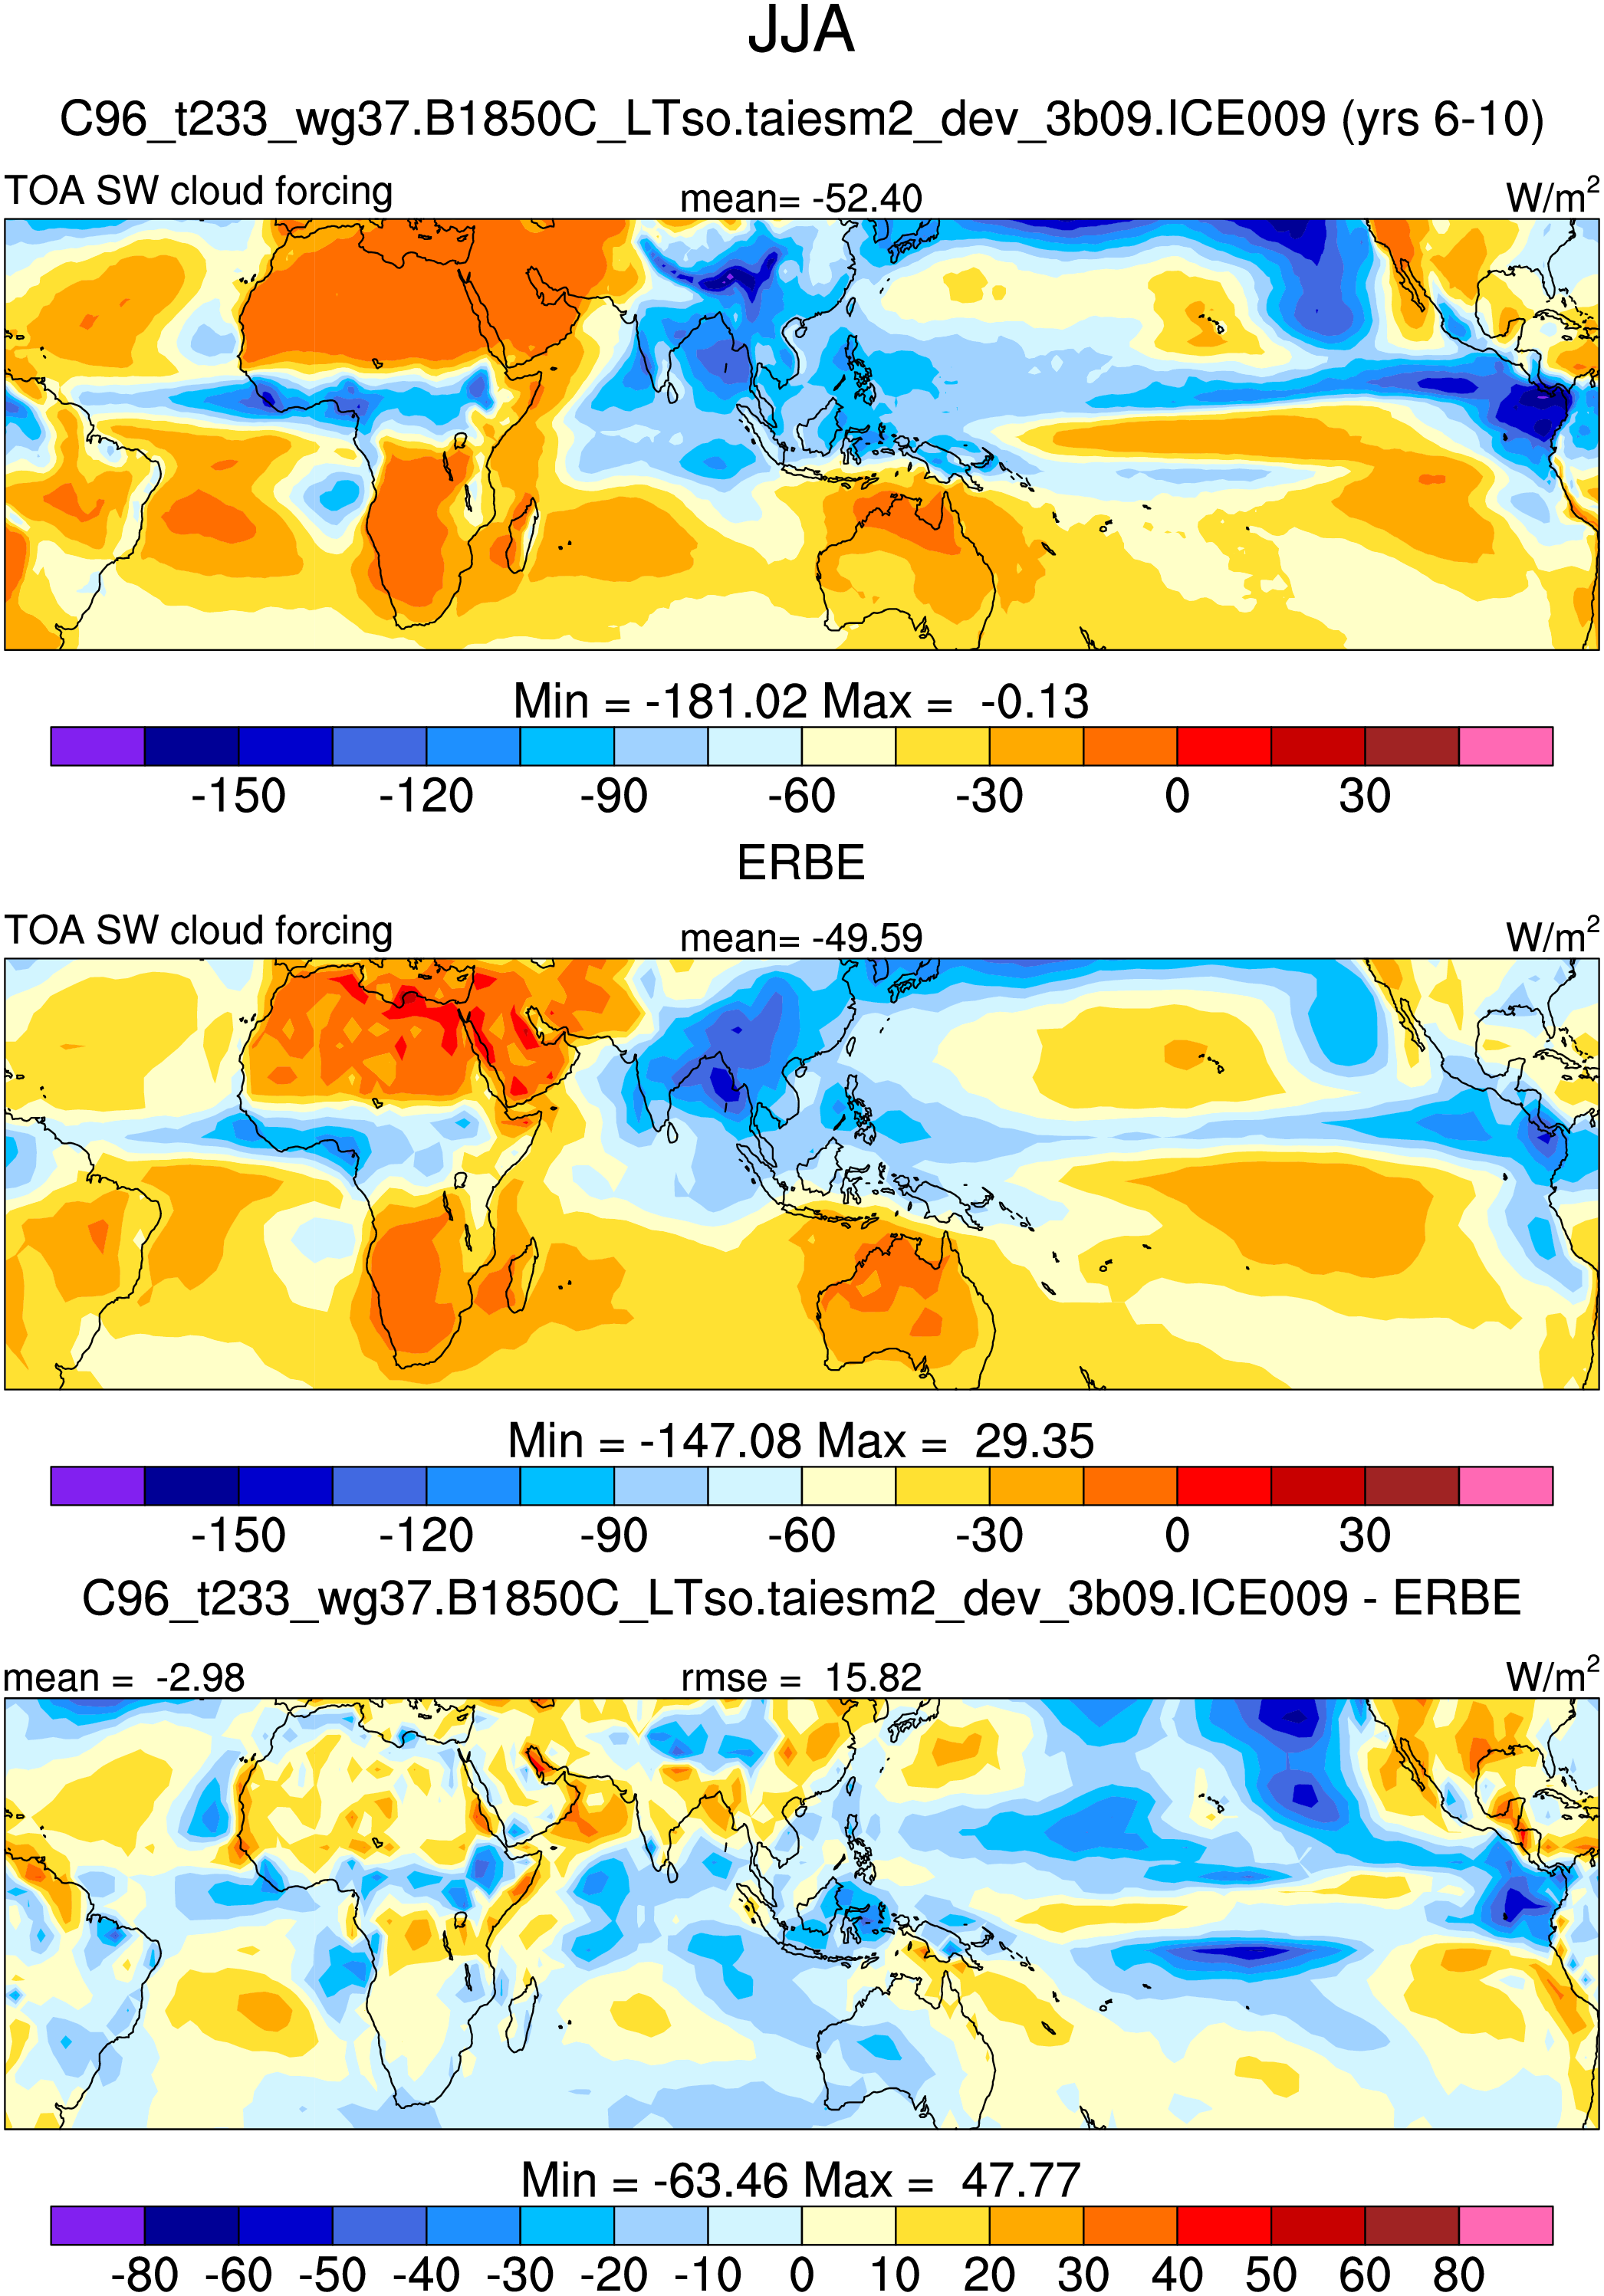 JJA
C96_t233_wg37.B1850C_LTso.taiesm2_dev_3b09.ICE009 (yrs 6-10)
TOA SW cloud forcing mean= -52.40 W/m2
Min = -181.02 Max = -0.13
-150 -120 -90 -60 -30 0 30
ERBE
TOA SW cloud forcing mean= -49.59 W/m2
Min = -147.08 Max = 29.35
-150 -120 -90 -60 -30 0 30
C96_t233_wg37.B1850C_LTso.taiesm2_dev_3b09.ICE009 - ERBE
mean = -2.98 rmse = 15.82 W/m2
Min = -63.46 Max = 47.77
-80 -60 -50 -40 -30 -20 -10 0 10 20 30 40 50 60 80